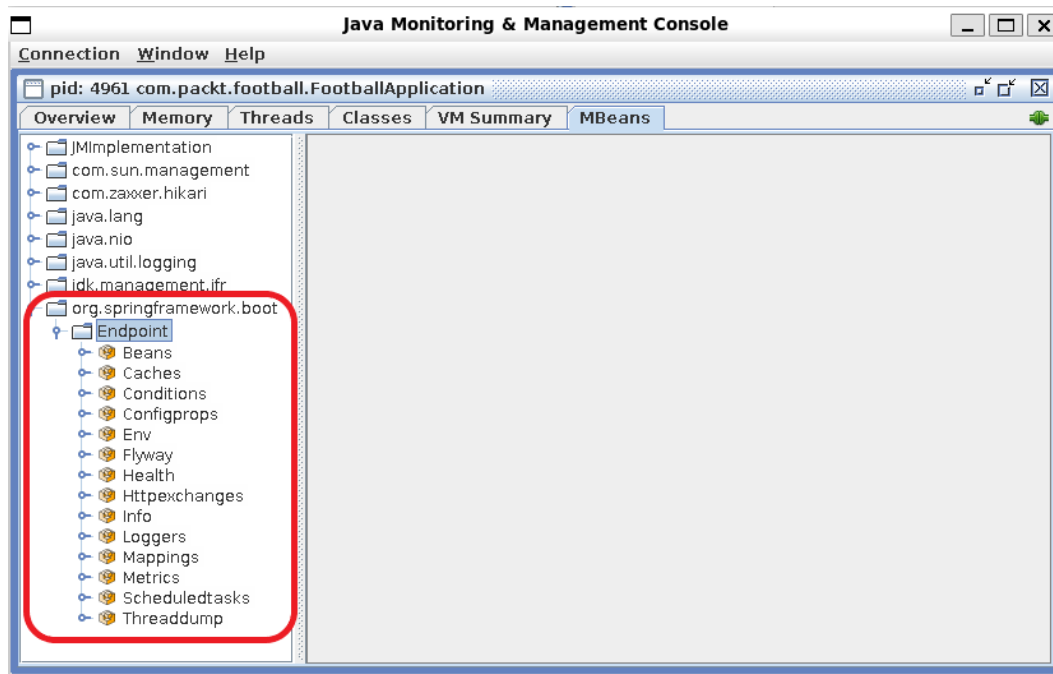 Java Monitoring & Management Console
Connection Window Help
pid: 4961 com.packt.football.FootballApplication
Overview Memory Threads Classes VM Summary MBeans
JMImplementation
com.sun.management
com.zaxxer.hikari
java.lang
java.nio
java.util.logging
jdk.management.jfr
org.springframework.boot
Endpoint
Beans
Caches
Conditions
Configprops
Env
Flyway
Health
Httpexchanges
Info
Loggers
Mappings
Metrics
Scheduledtasks
Threaddump